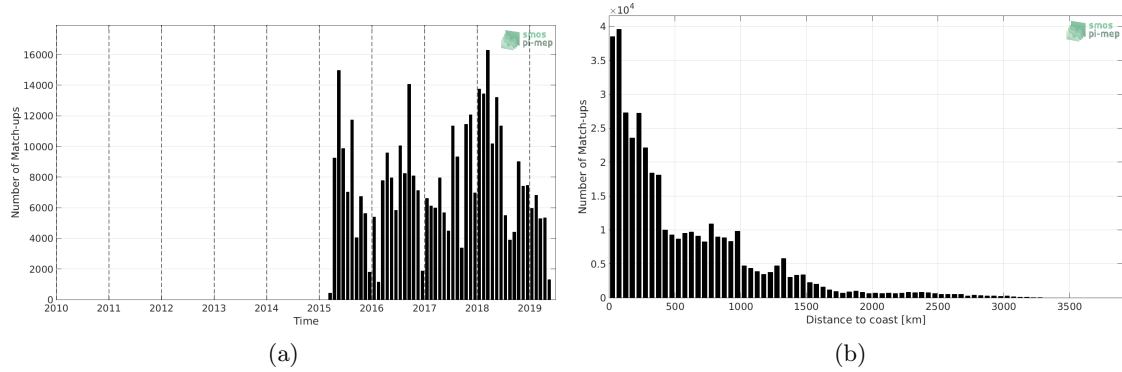 smos
pi-mep
16000
14000
12000
10000
8000
6000
4000
2000
0
Number of Match-ups
2010 2011 2012 2013 2014 2015 2016 2017 2018 2019
Time
(a)
×10⁴
smos
pi-mep
4
3.5
3
2.5
2
1.5
1
0.5
0
Number of Match-ups
0 500 1000 1500 2000 2500 3000 3500
Distance to coast [km]
(b)